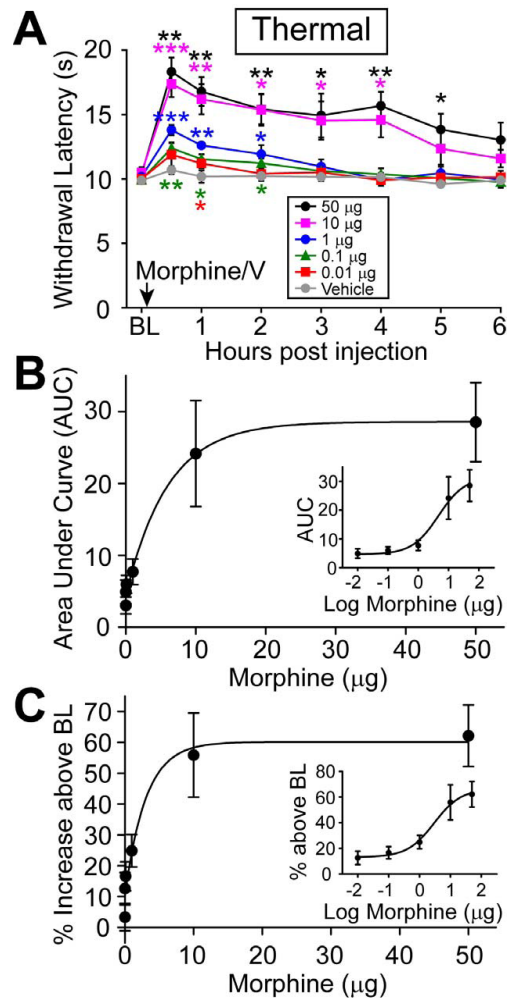 A
Thermal
Withdrawal Latency (s)
20
15
10
5
0
**
***
**
**
**
*
*
*
**
*
*
***
**
*
**
*
*
*
50 µg
10 µg
1 µg
0.1 µg
0.01 µg
Vehicle
Morphine/V
BL 1 2 3 4 5 6
Hours post injection
B
Area Under Curve (AUC)
30
20
10
0
0 10 20 30 40 50
Morphine (µg)
AUC
30
20
10
0
-2 -1 0 1 2
Log Morphine (µg)
C
% Increase above BL
70
60
50
40
30
20
10
0
0 10 20 30 40 50
Morphine (µg)
% above BL
80
60
40
20
0
-2 -1 0 1 2
Log Morphine (µg)